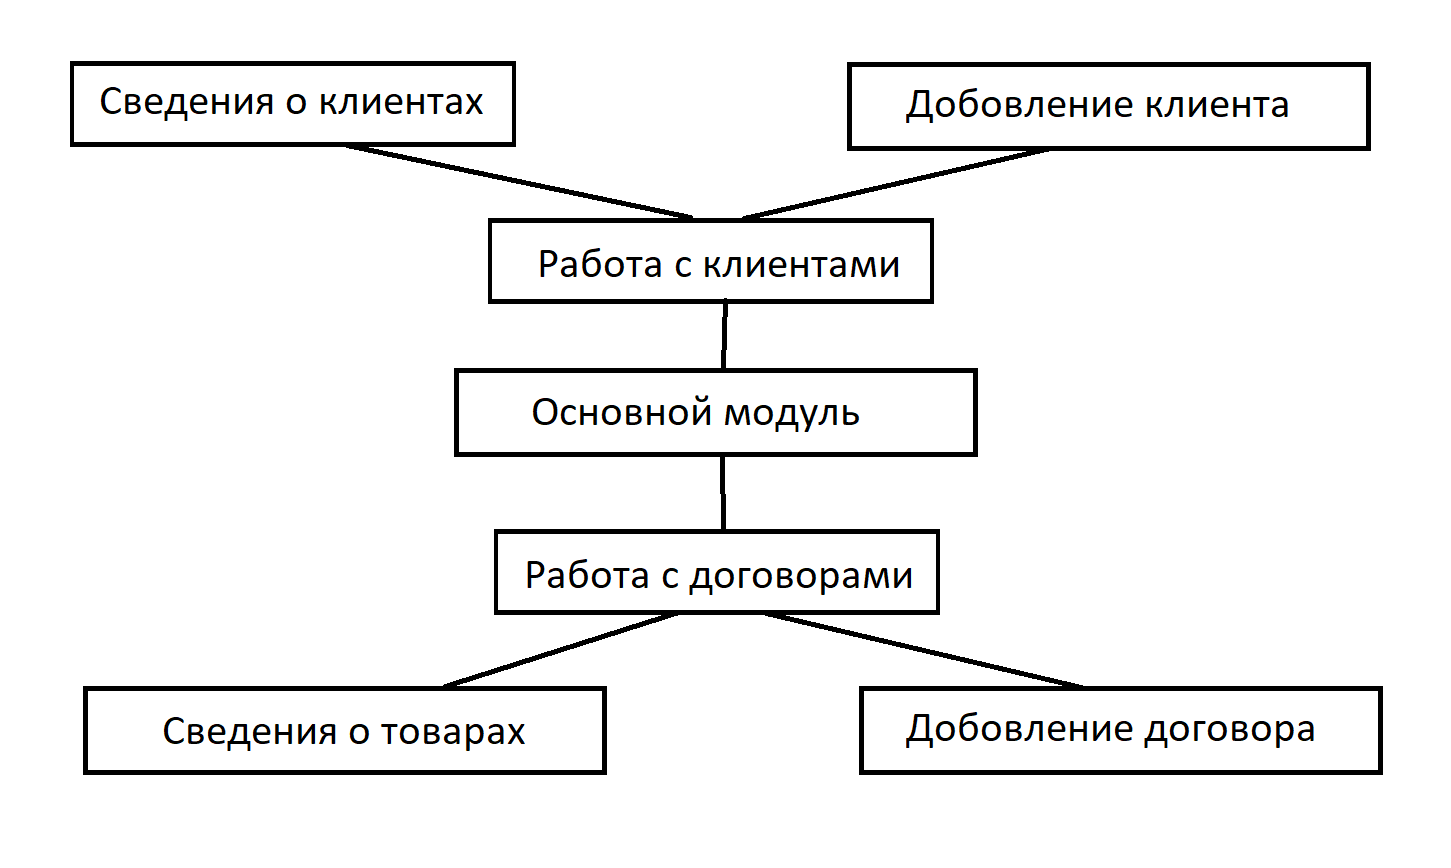 Сведения о клиентах
Добовление клиента
Работа с клиентами
Основной модуль
Работа с договорами
Сведения о товарах
Добовление договора